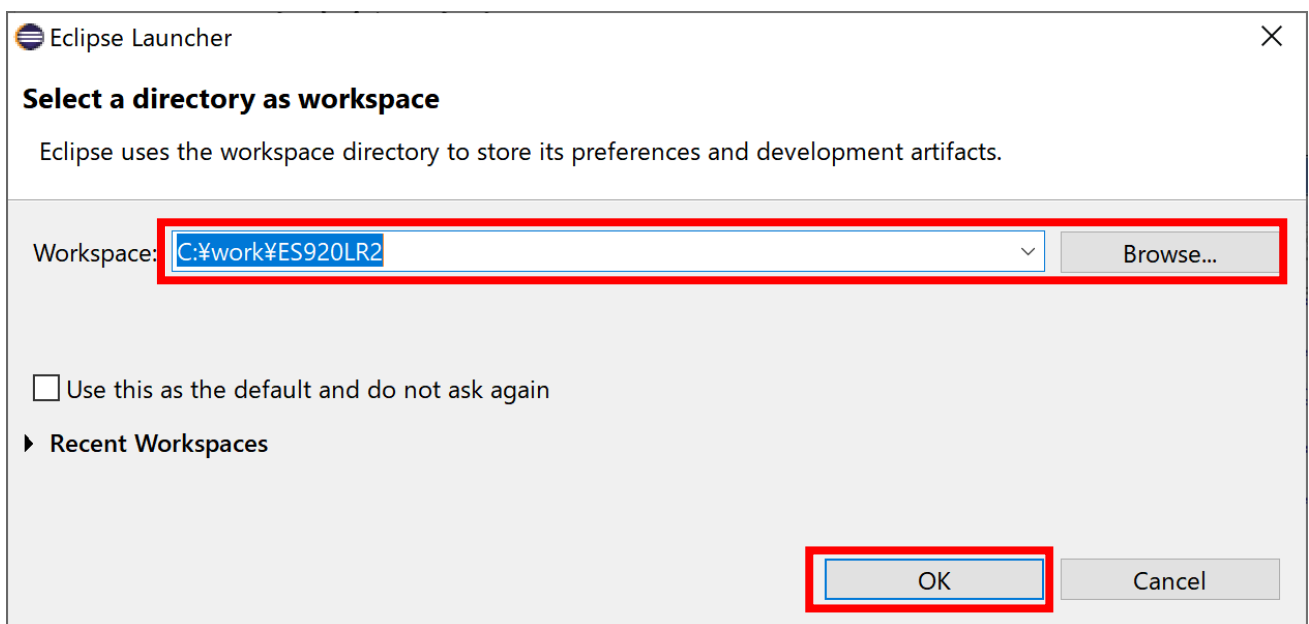 Eclipse Launcher
Select a directory as workspace
Eclipse uses the workspace directory to store its preferences and development artifacts.
Workspace: C:¥work¥ES920LR2 Browse...
Use this as the default and do not ask again
Recent Workspaces
OK Cancel